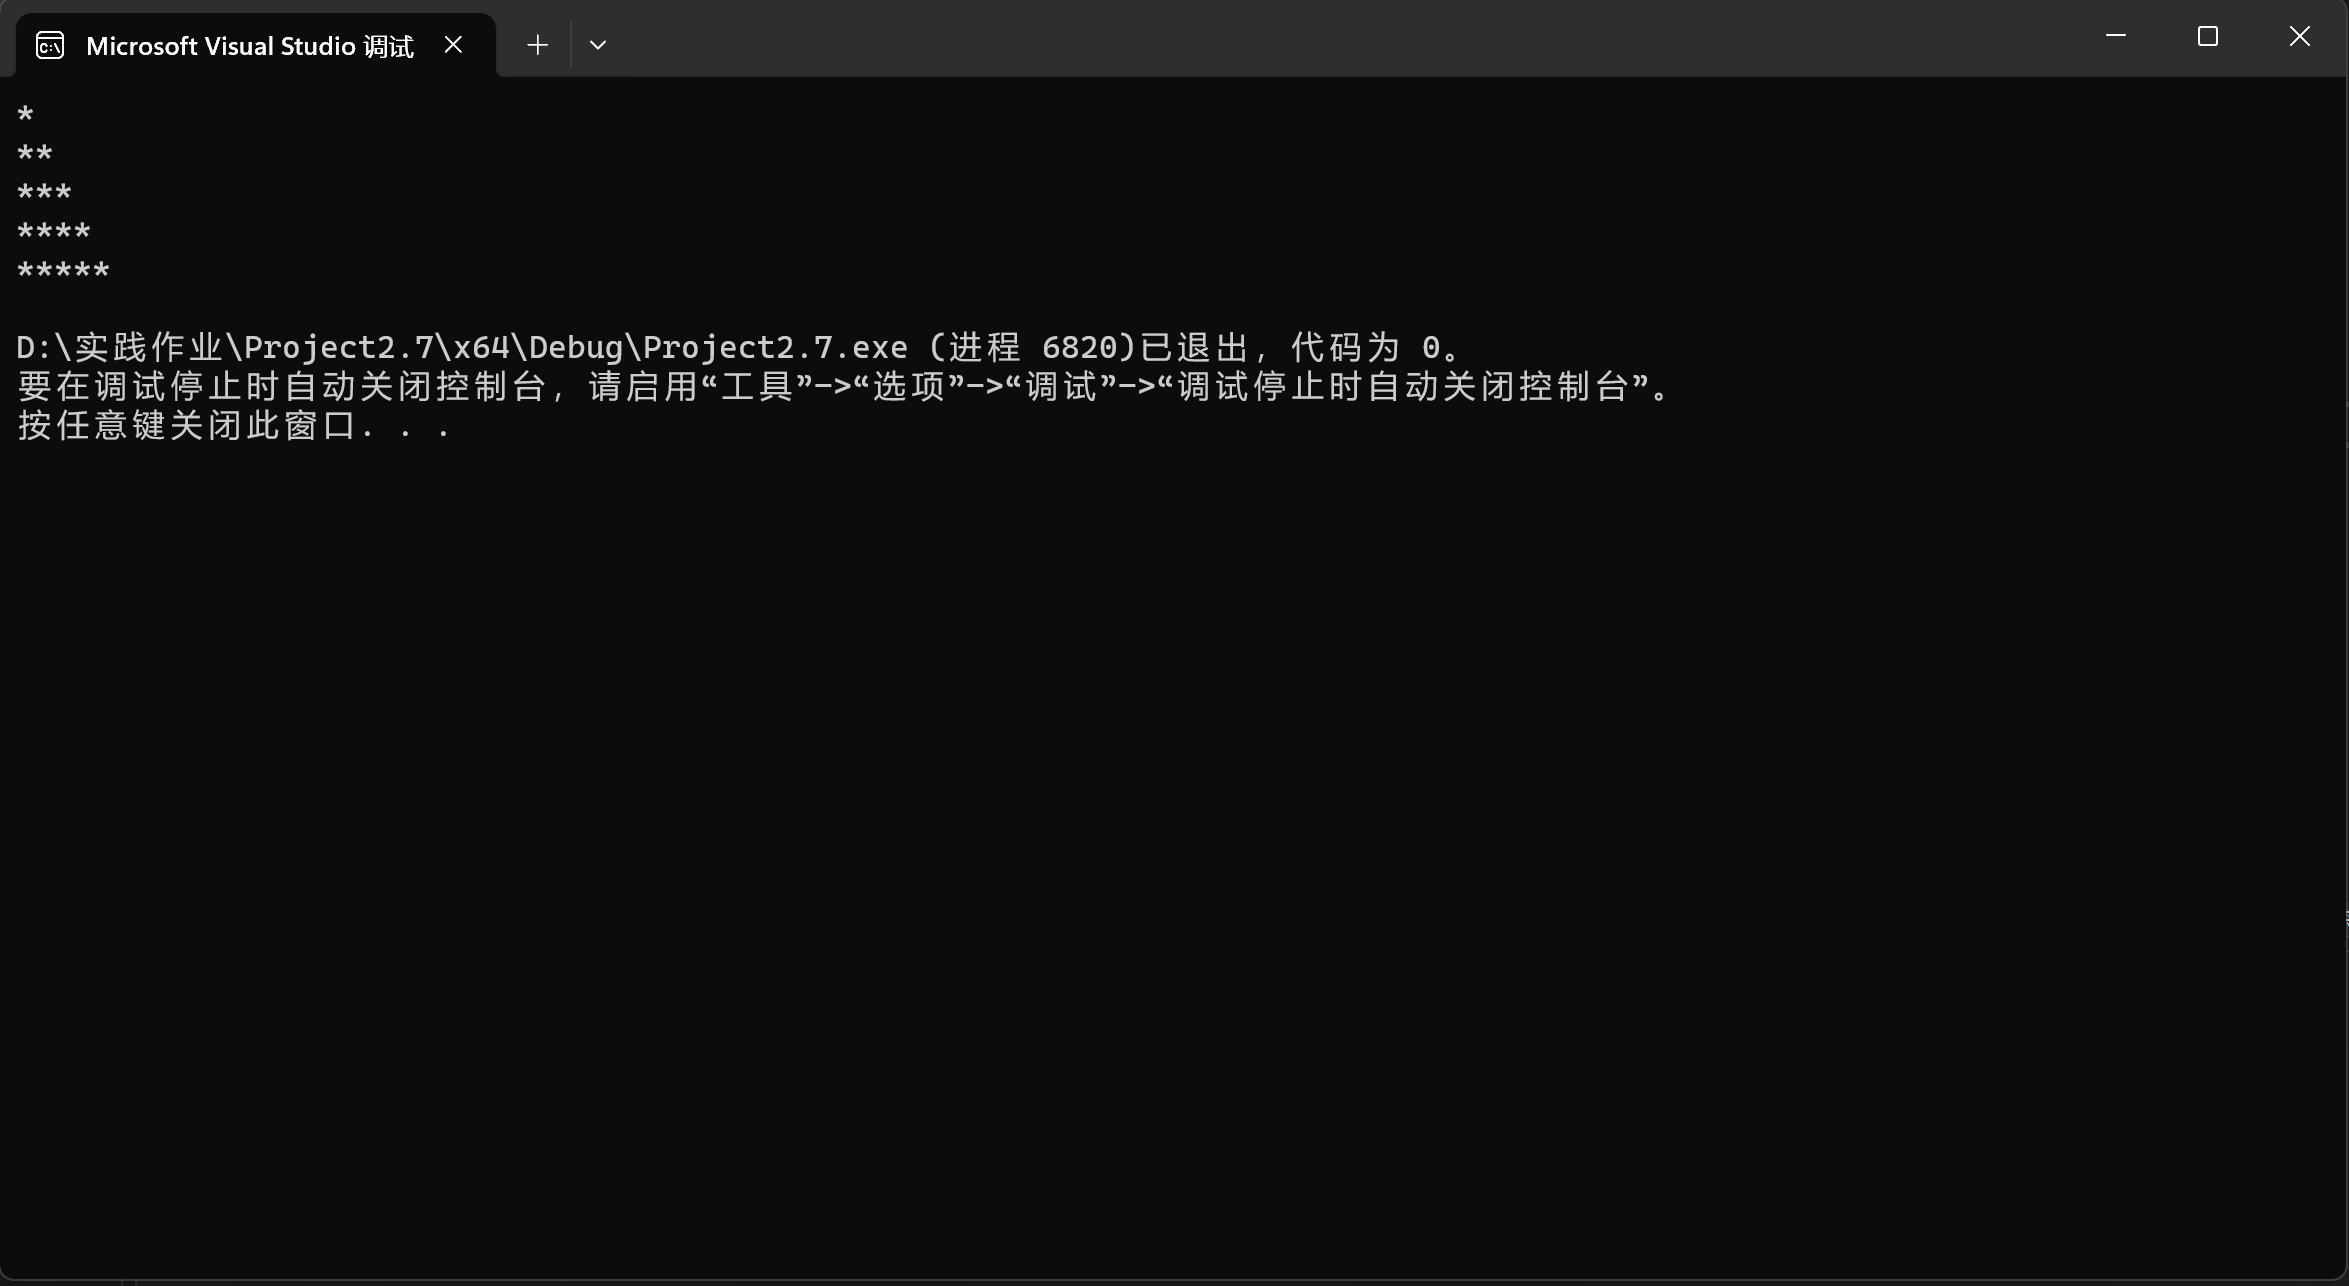 Microsoft Visual Studio 调试
*
**
***
****
*****
D:\实践作业\Project2.7\x64\Debug\Project2.7.exe (进程 6820)已退出，代码为 0。
要在调试停止时自动关闭控制台，请启用“工具”->“选项”->“调试”->“调试停止时自动关闭控制台”。
按任意键关闭此窗口. . .